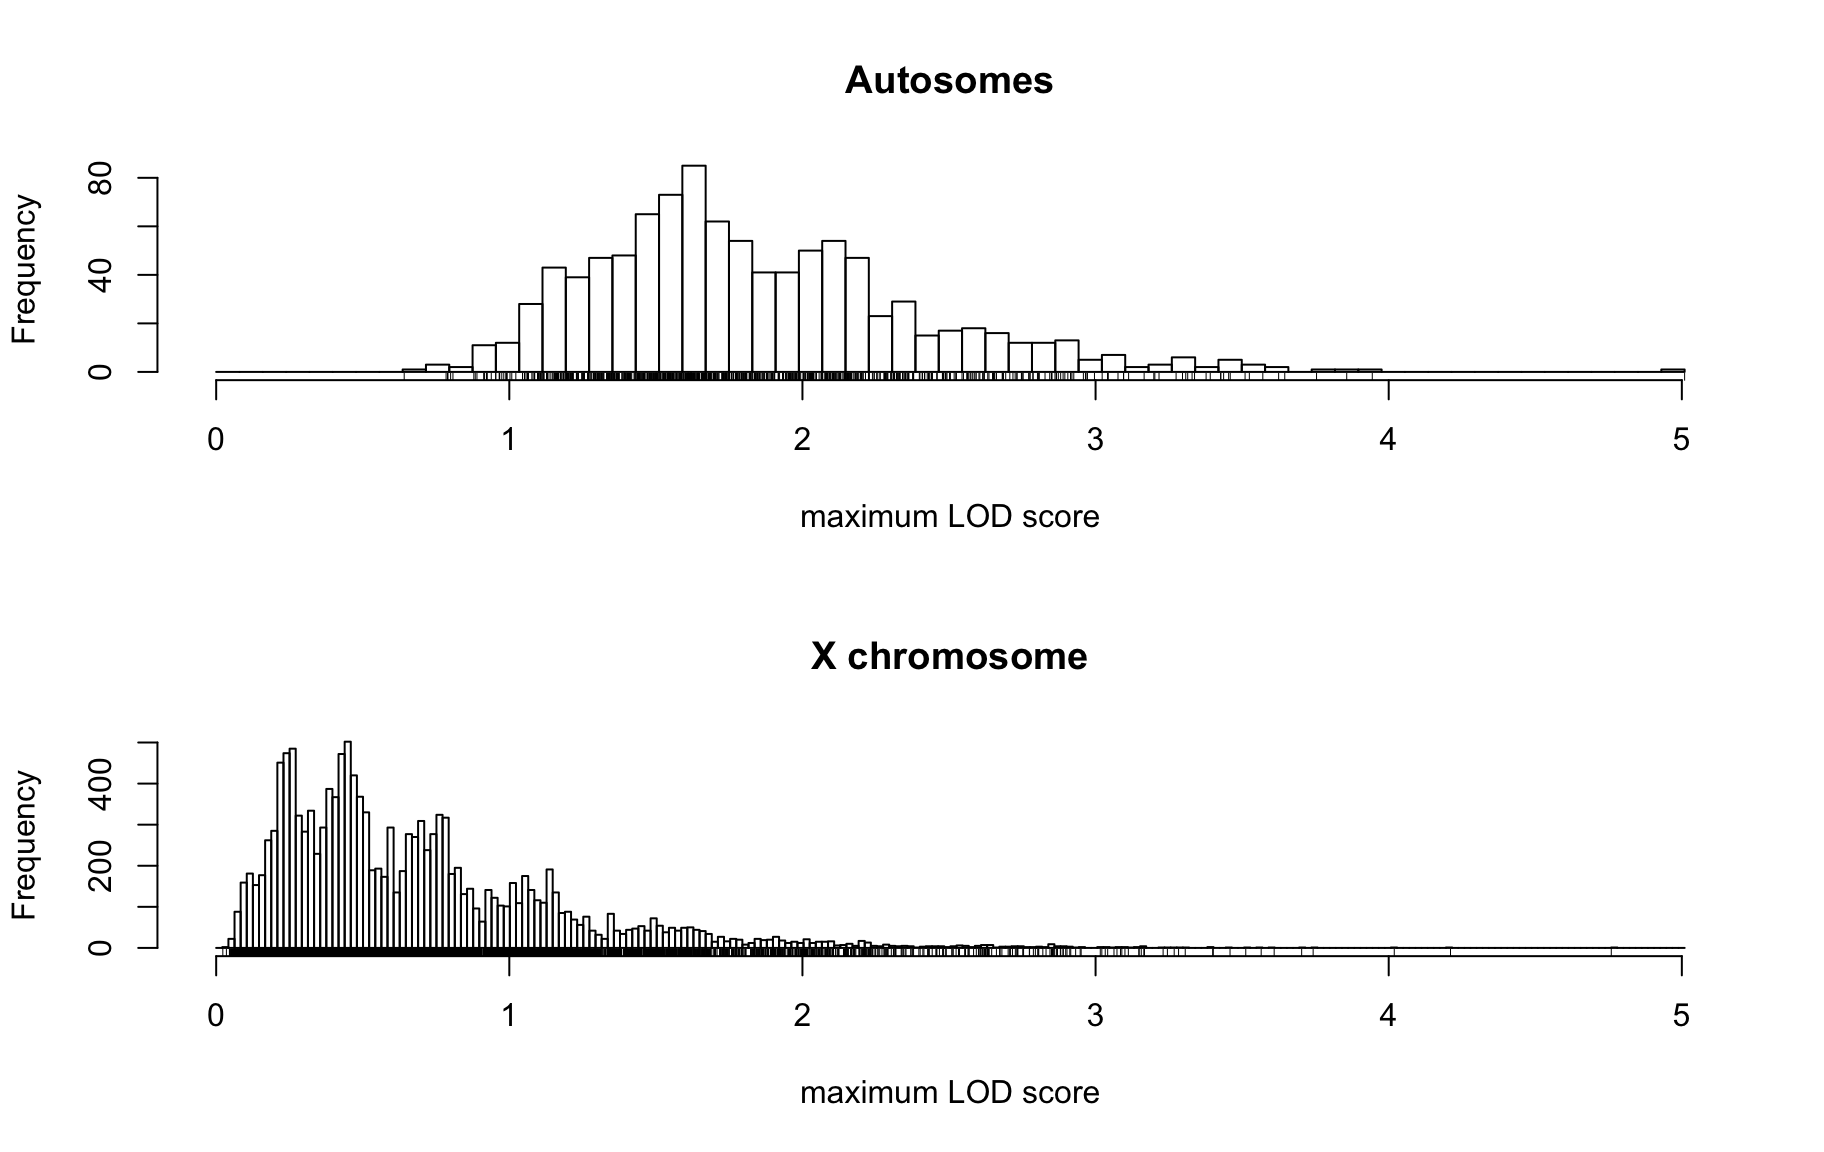 Autosomes
Frequency
80
40
0
0 1 2 3 4 5
maximum LOD score
X chromosome
Frequency
400
200
0
0 1 2 3 4 5
maximum LOD score